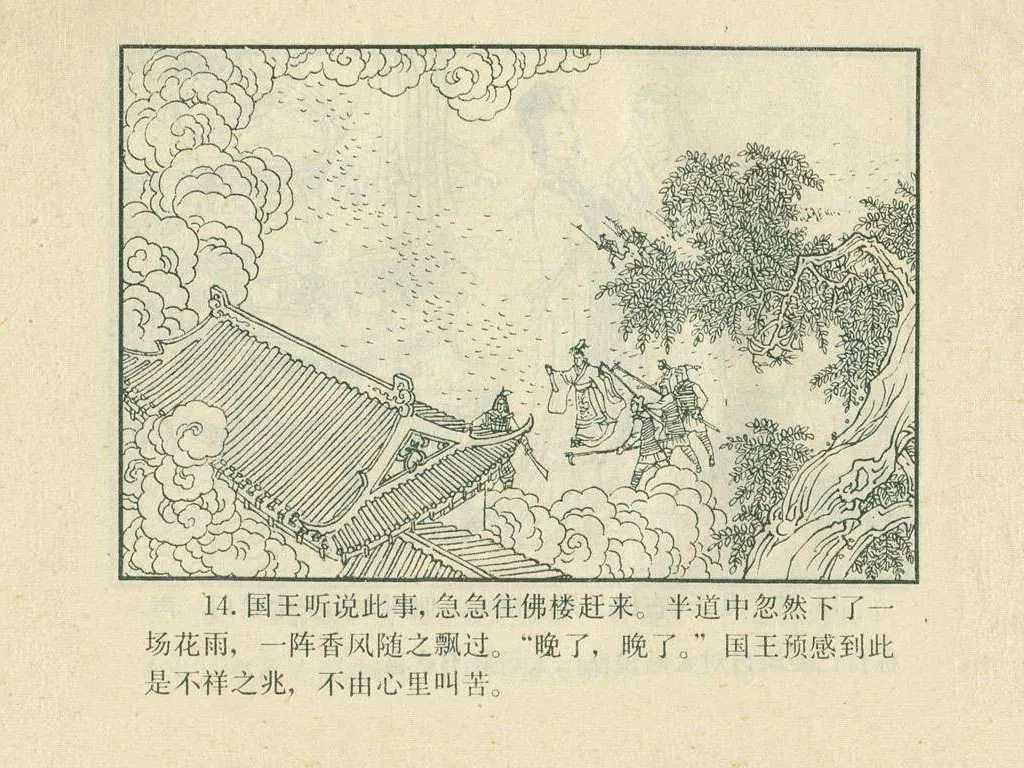 14. 国王听说此事,急急往佛楼赶来。半道中忽然下了一
场花雨,一阵香风随之飘过。“晚了,晚了。”国王预感到此
是不祥之兆,不由心里叫苦。